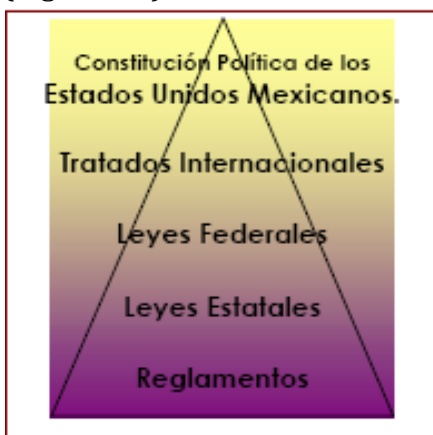 Constitución Política de los
Estados Unidos Mexicanos.
Tratados Internacionales
Leyes Federales
Leyes Estatales
Reglamentos